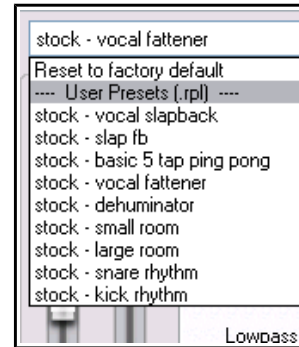 stock - vocal fattener
Reset to factory default
---- User Presets (.rpl) ----
stock - vocal slapback
stock - slap fb
stock - basic 5 tap ping pong
stock - vocal fattener
stock - dehuminator
stock - small room
stock - large room
stock - snare rhythm
stock - kick rhythm
Lowpass